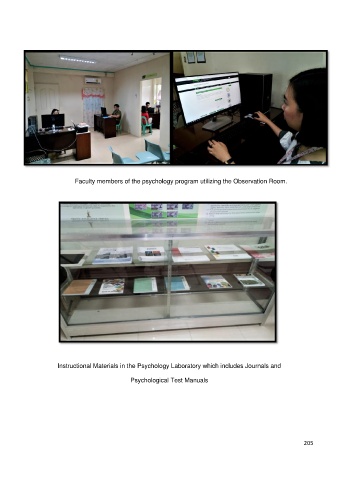 Faculty members of the psychology program utilizing the Observation Room.
Instructional Materials in the Psychology Laboratory which includes Journals and
Psychological Test Manuals
205